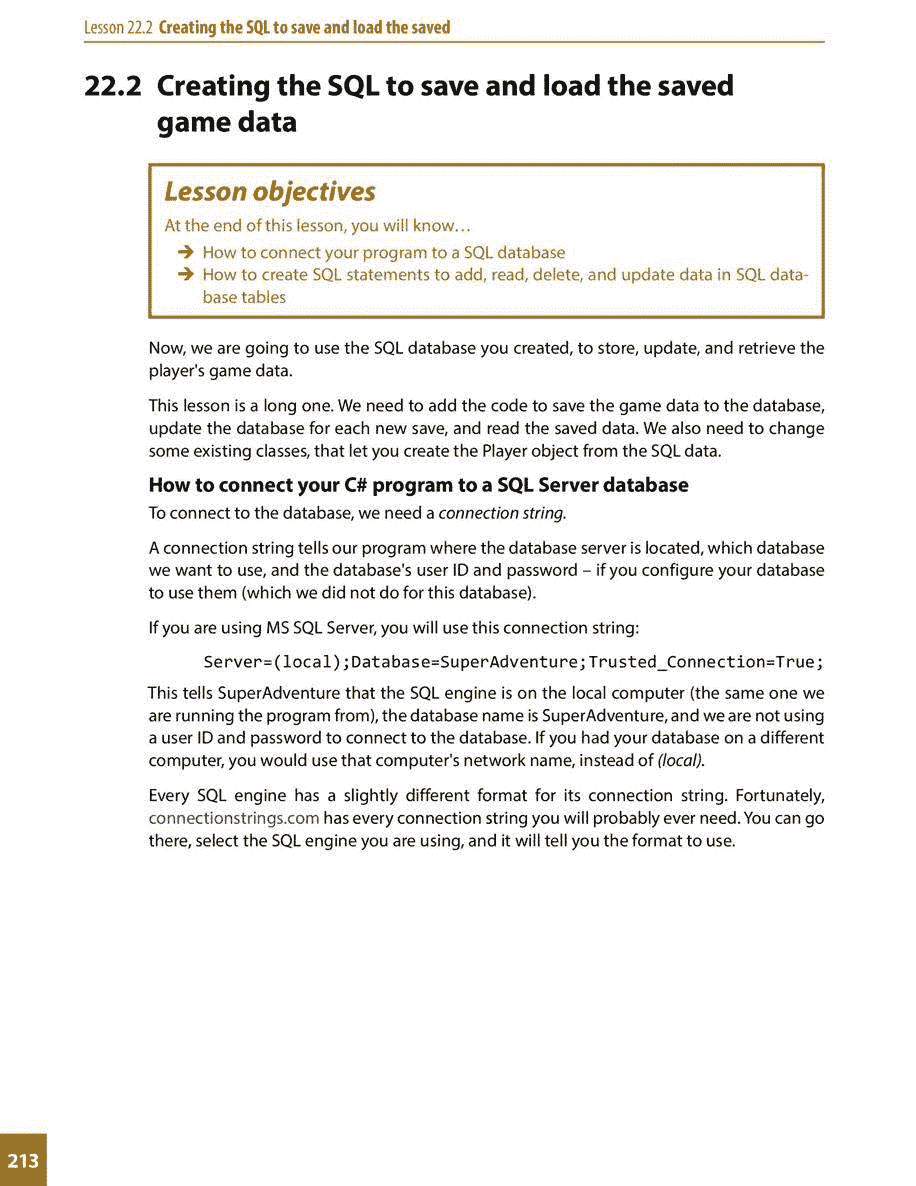 Lesson 22.2 Creating the SQL to save and load the saved
22.2 Creating the SQL to save and load the saved
game data
Lesson objectives
At the end of this lesson, you will know…
➔ How to connect your program to a SQL database
➔ How to create SQL statements to add, read, delete, and update data in SQL data-
base tables
Now, we are going to use the SQL database you created, to store, update, and retrieve the
player's game data.
This lesson is a long one. We need to add the code to save the game data to the database,
update the database for each new save, and read the saved data. We also need to change
some existing classes, that let you create the Player object from the SQL data.
How to connect your C# program to a SQL Server database
To connect to the database, we need a connection string.
A connection string tells our program where the database server is located, which database
we want to use, and the database's user ID and password – if you configure your database
to use them (which we did not do for this database).
If you are using MS SQL Server, you will use this connection string:
Server=(local);Database=SuperAdventure;Trusted_Connection=True;
This tells SuperAdventure that the SQL engine is on the local computer (the same one we
are running the program from), the database name is SuperAdventure, and we are not using
a user ID and password to connect to the database. If you had your database on a different
computer, you would use that computer's network name, instead of (local).
Every SQL engine has a slightly different format for its connection string. Fortunately,
connectionstrings.com has every connection string you will probably ever need. You can go
there, select the SQL engine you are using, and it will tell you the format to use.
213